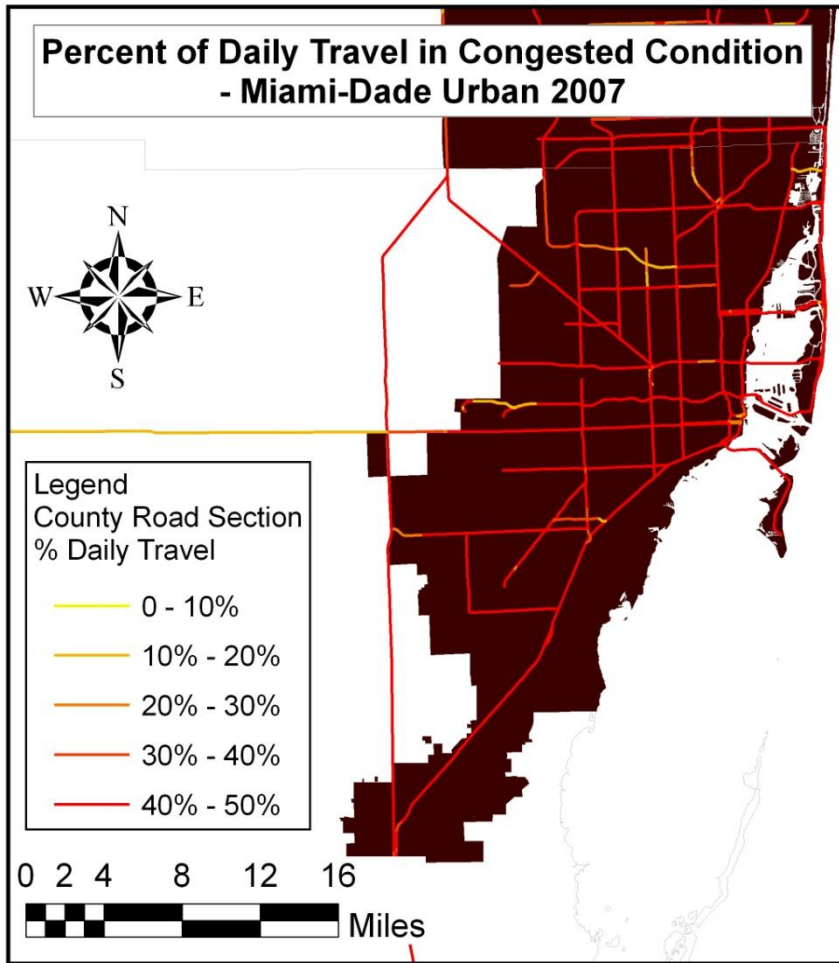 Percent of Daily Travel in Congested Condition
- Miami-Dade Urban 2007
N
W E
S
Legend
County Road Section
% Daily Travel
0 - 10%
10% - 20%
20% - 30%
30% - 40%
40% - 50%
0 2 4 8 12 16
Miles